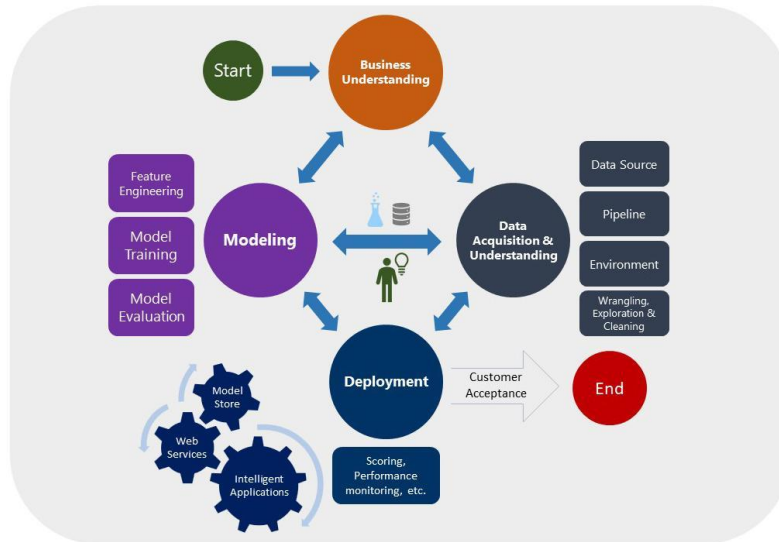 Start
Business
Understanding
Feature
Engineering
Model
Training
Model
Evaluation
Modeling
Data
Acquisition &
Understanding
Data Source
Pipeline
Environment
Wrangling,
Exploration &
Cleaning
Deployment
Customer
Acceptance
End
Scoring,
Performance
monitoring, etc.
Model
Store
Web
Services
Intelligent
Applications